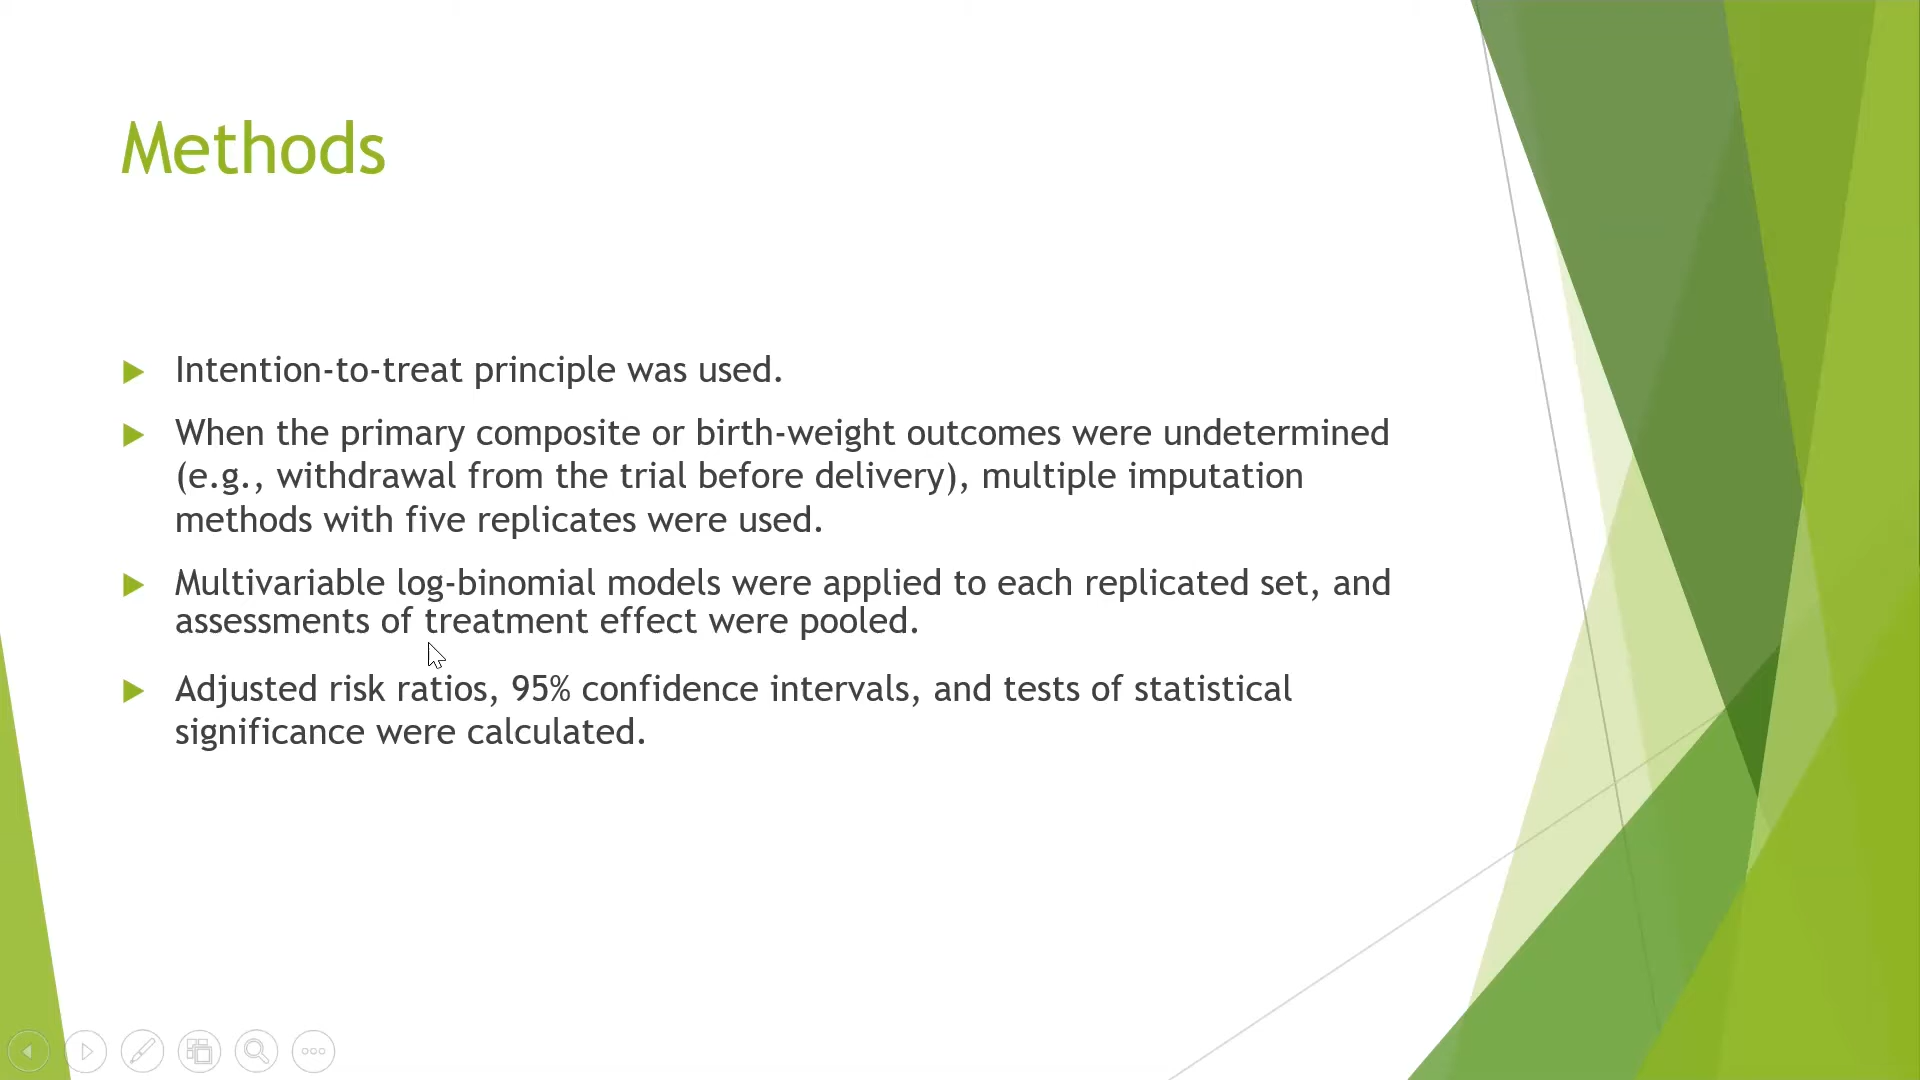 Methods
Intention-to-treat principle was used.
When the primary composite or birth-weight outcomes were undetermined
(e.g., withdrawal from the trial before delivery), multiple imputation
methods with five replicates were used.
Multivariable log-binomial models were applied to each replicated set, and
assessments of treatment effect were pooled.
Adjusted risk ratios, 95% confidence intervals, and tests of statistical
significance were calculated.